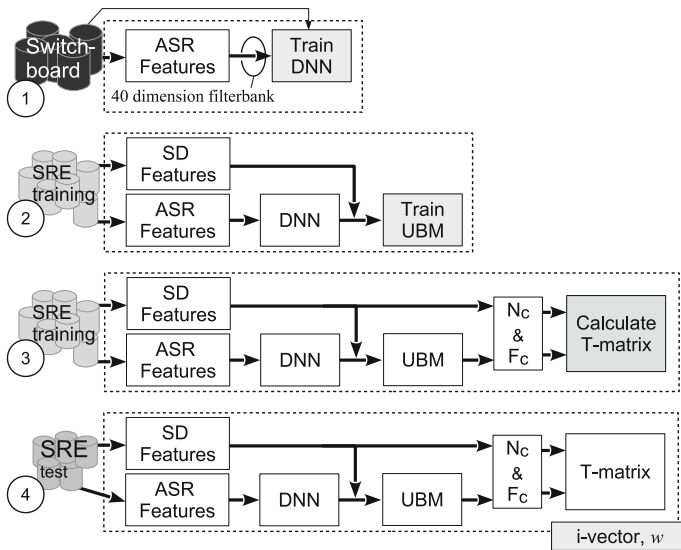 Switch-
board
1
ASR
Features
40 dimension filterbank
Train
DNN
SRE
training
2
SD
Features
ASR
Features
DNN
Train
UBM
SRE
training
3
SD
Features
ASR
Features
DNN
UBM
Nc
&
Fc
Calculate
T-matrix
SRE
test
4
SD
Features
ASR
Features
DNN
UBM
Nc
&
Fc
T-matrix
i-vector, w